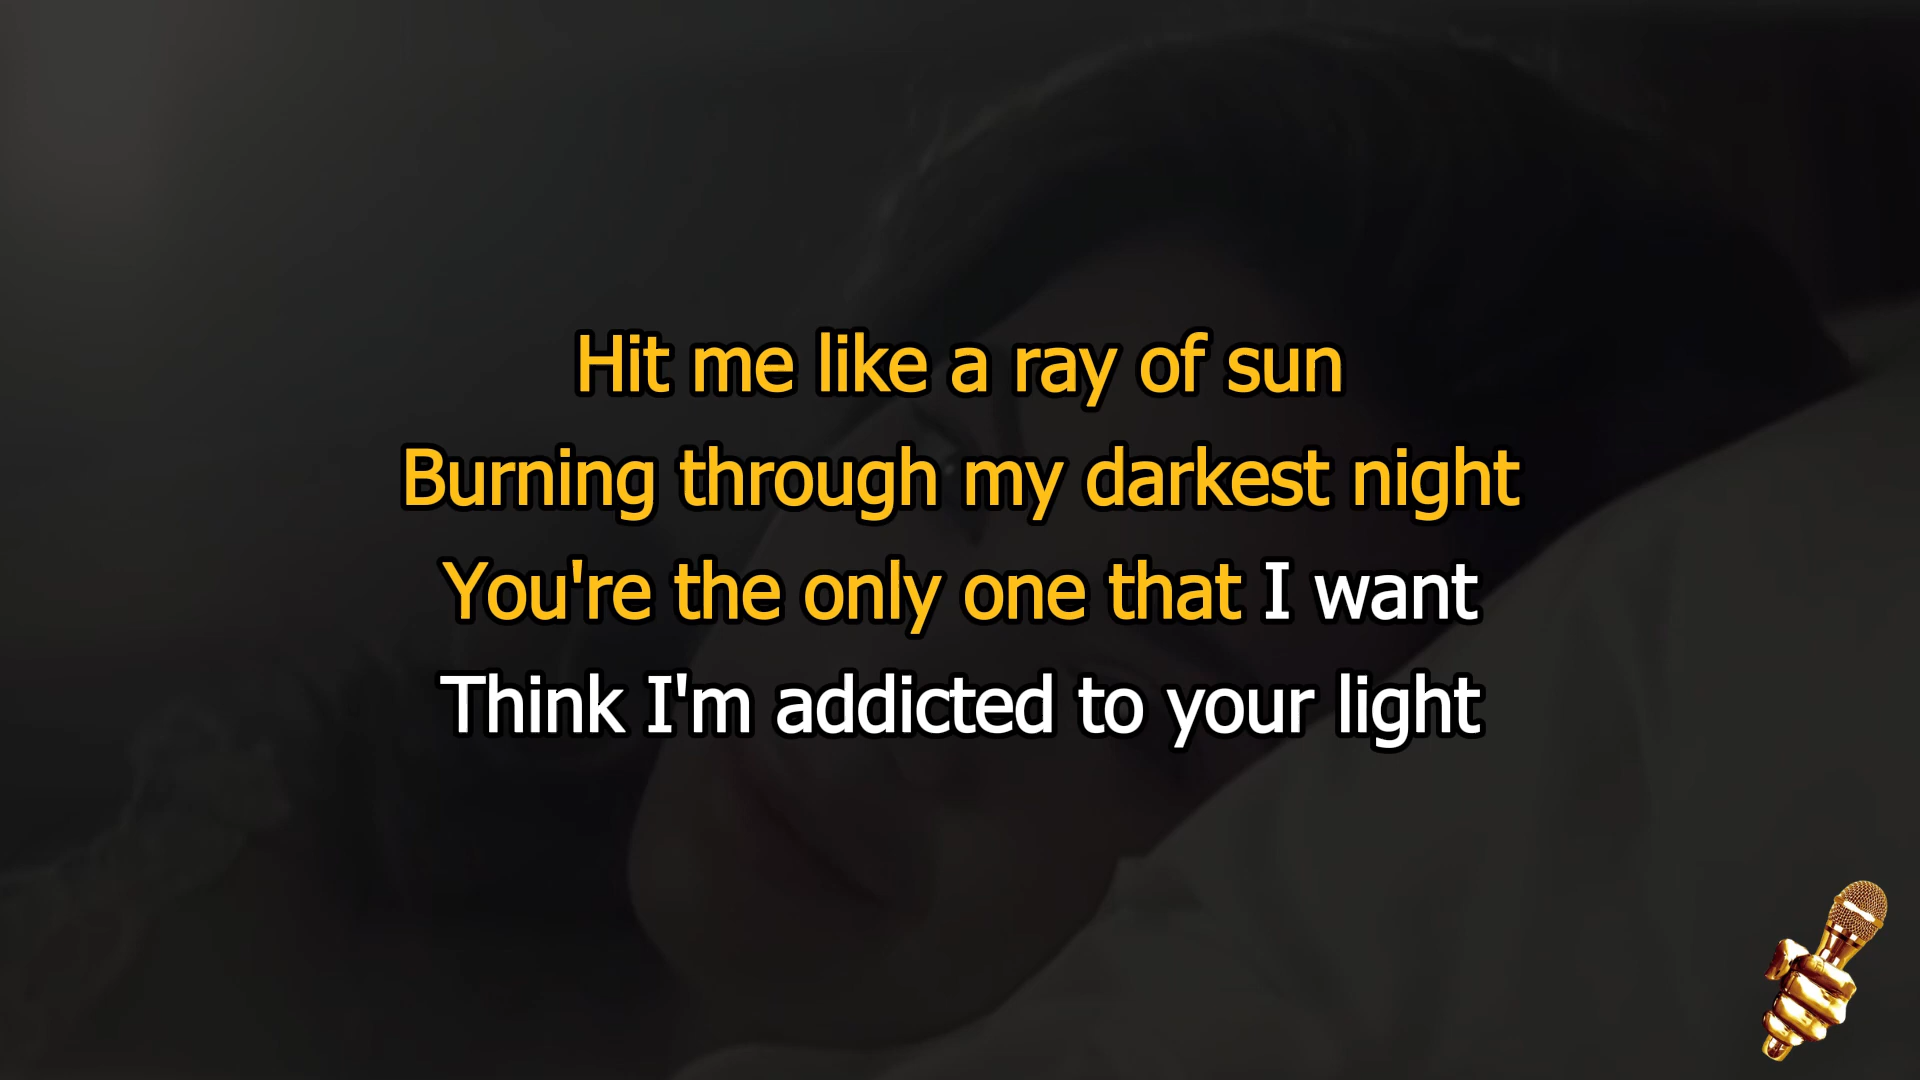 Hit me like a ray of sun
Burning through my darkest night
You're the only one that I want
Think I'm addicted to your light